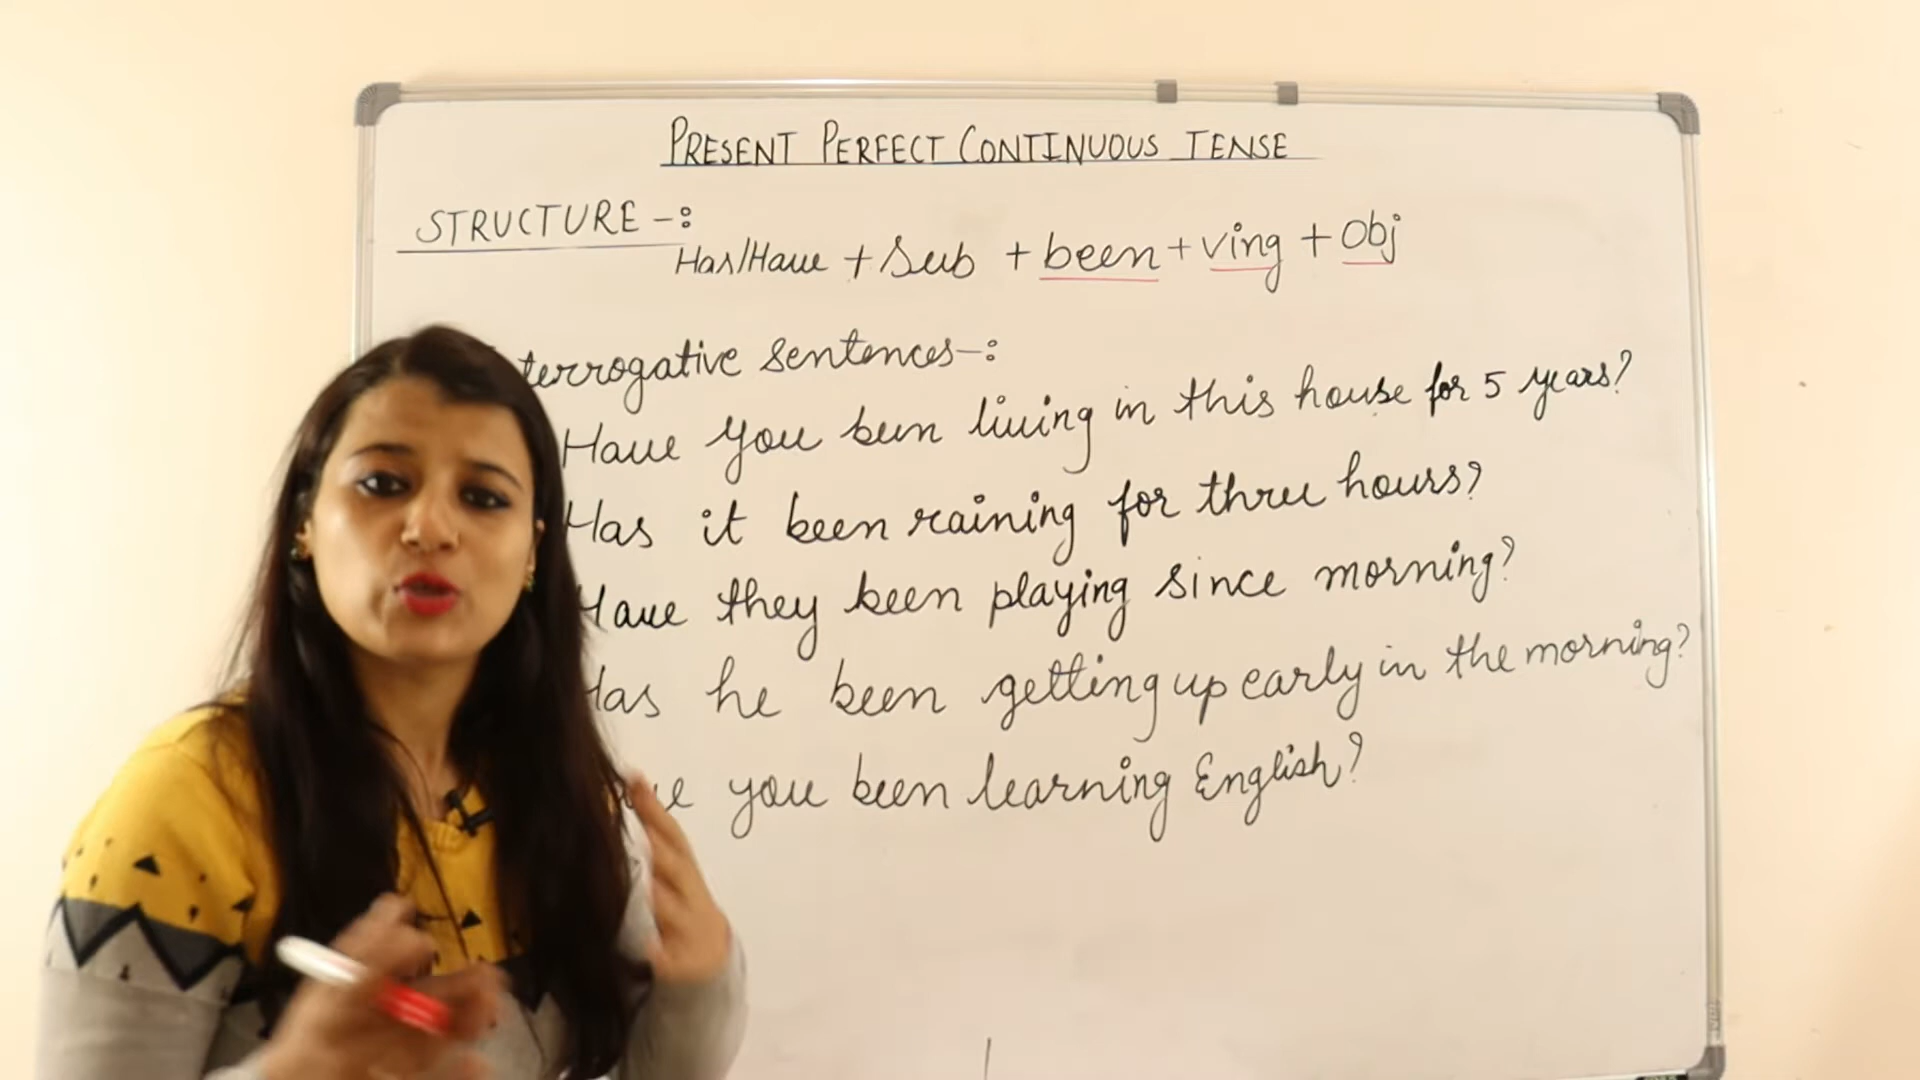 PRESENT PERFECT CONTINUOUS TENSE
STRUCTURE -:
Has/Have + Sub + been + ving + Obj
terrogative sentences-:
Have you been living in this house for 5 years?
Has it been raining for three hours?
Have they been playing since morning?
Has he been getting up early in the morning?
you been learning English?